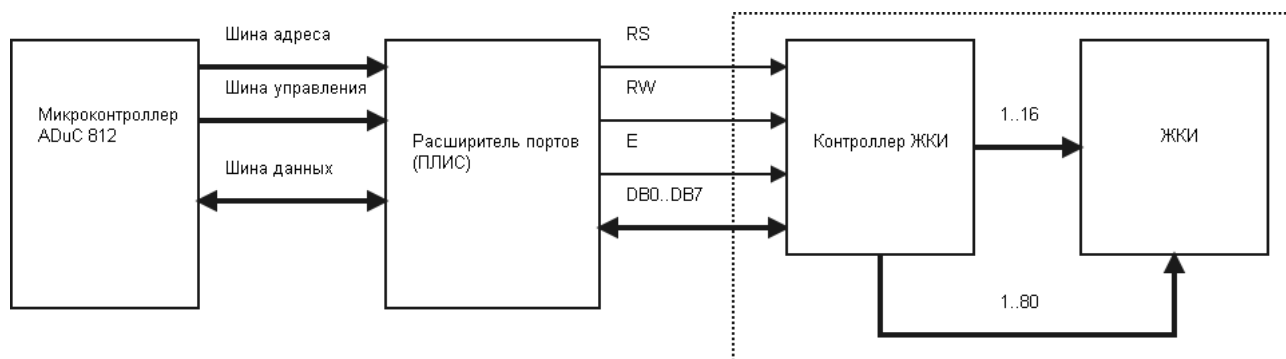 Микроконтроллер
ADuC 812
Шина адреса
Шина управления
Шина данных
Расширитель портов
(ПЛИС)
RS
RW
E
DB0..DB7
Контроллер ЖКИ
1..16
ЖКИ
1..80